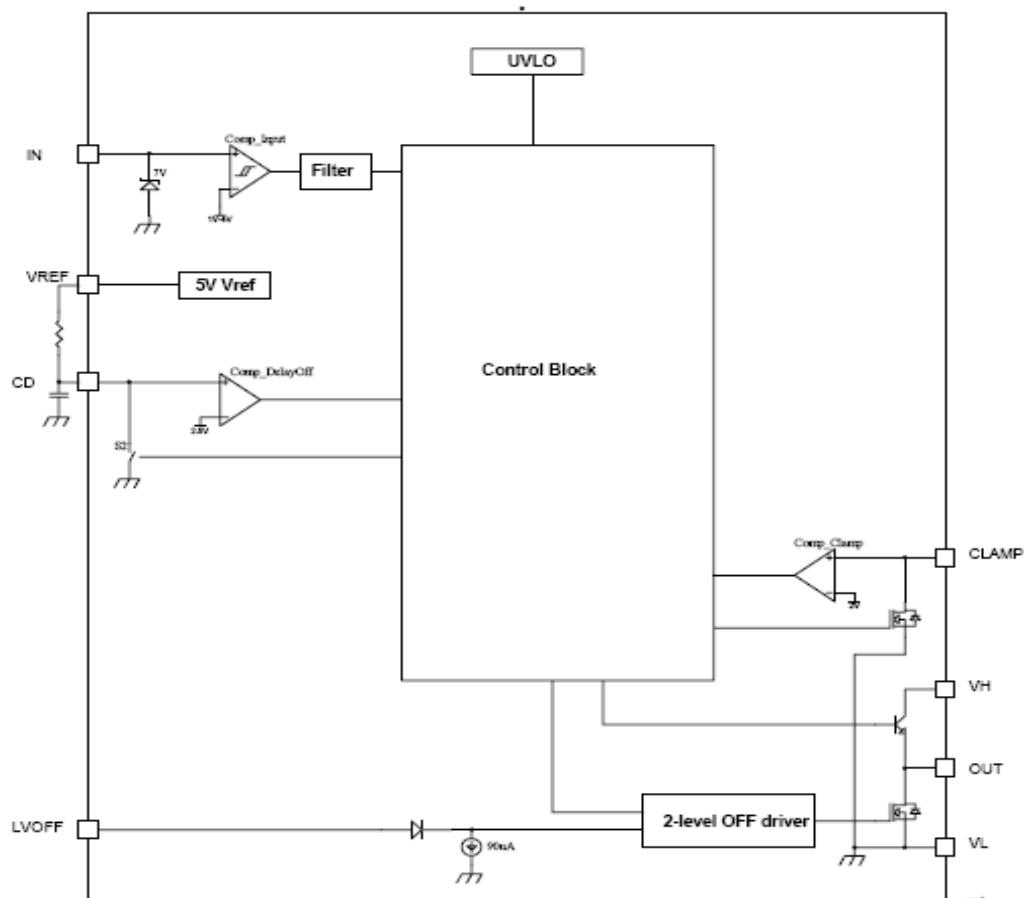 UVLO
Comp_Input
IN
7V
Filter
VREF
5V Vref
Comp_DelayOff
CD
Control Block
S2
Comp_Clamp
CLAMP
VH
OUT
2-level OFF driver
LVOFF
90uA
VL